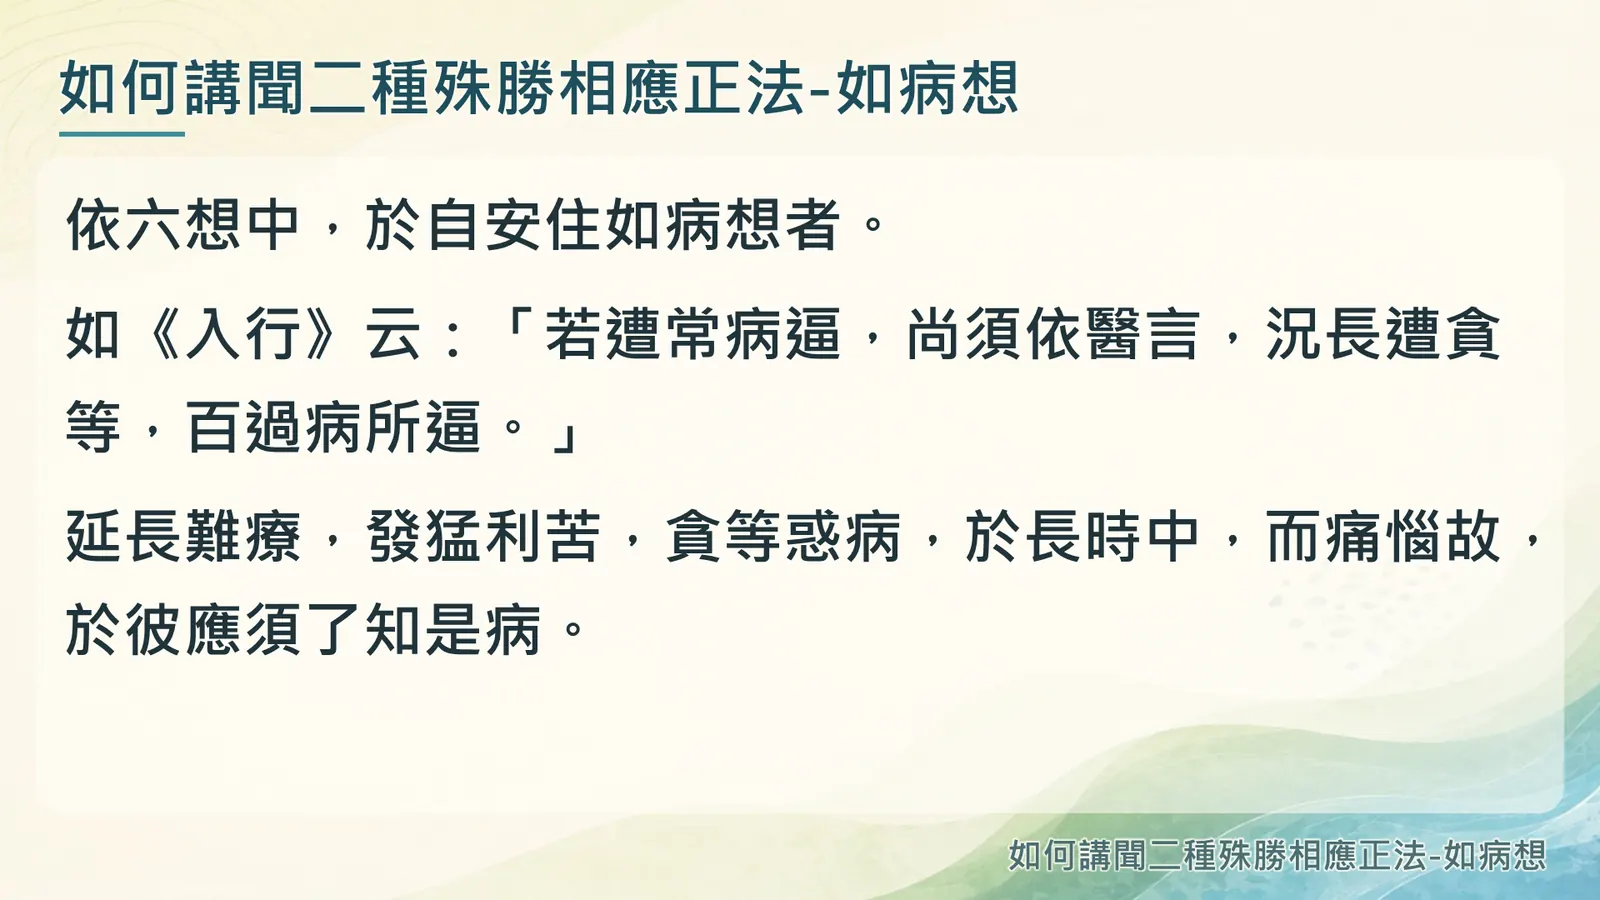 如何講聞二種殊勝相應正法-如病想
依六想中，於自安住如病想者。
如《入行》云：「若遭常病逼，尚須依醫言，況長遭貪
等，百過病所逼。」
延長難療，發猛利苦，貪等惑病，於長時中，而痛惱故，
於彼應須了知是病。
如何講聞二種殊勝相應正法-如病想